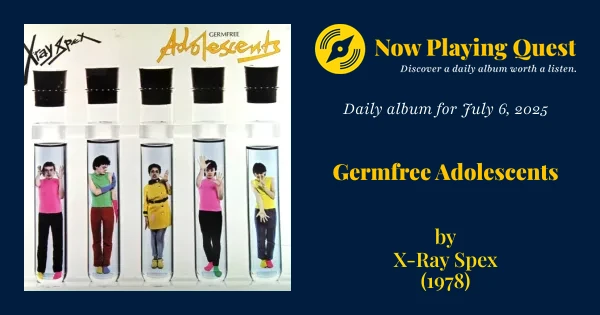 X-ray Spex
GERMFREE
Adolescents
Now Playing Quest
Discover a daily album worth a listen.
Daily album for July 6, 2025
Germfree Adolescents
by
X-Ray Spex
(1978)